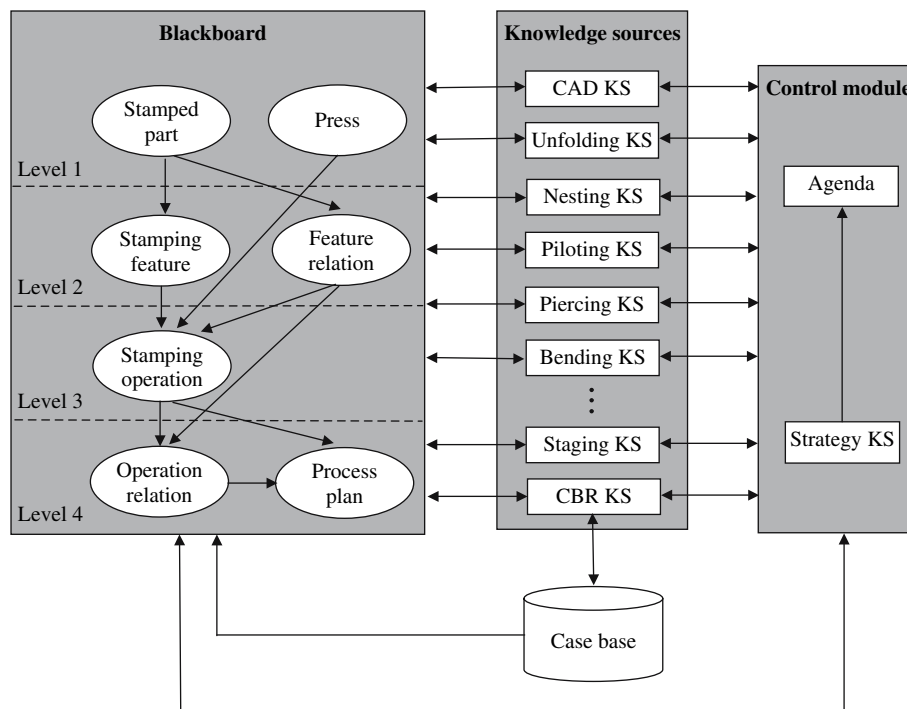 Blackboard
Stamped
part
Press
Level 1
Stamping
feature
Feature
relation
Level 2
Stamping
operation
Level 3
Operation
relation
Process
plan
Level 4
Knowledge sources
CAD KS
Unfolding KS
Nesting KS
Piloting KS
Piercing KS
Bending KS
Staging KS
CBR KS
Case base
Control module
Agenda
Strategy KS